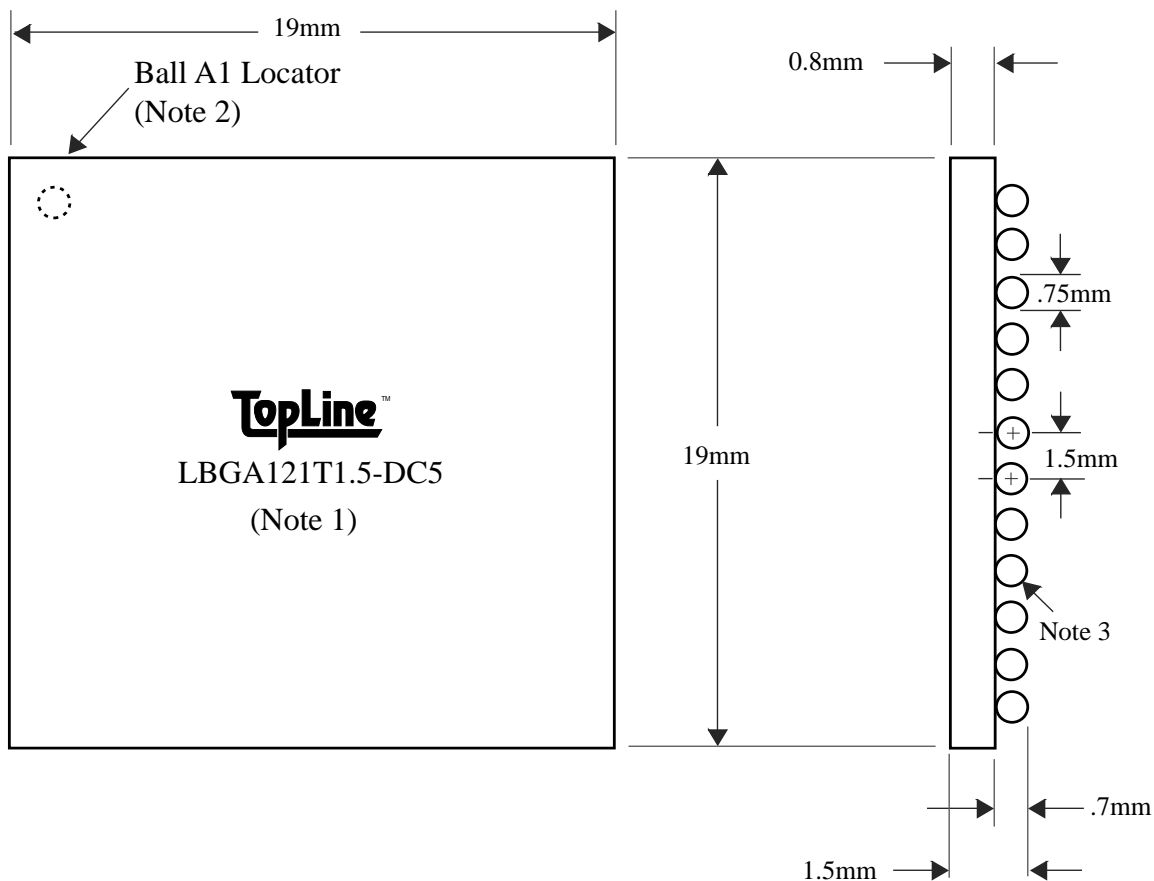 19mm
Ball A1 Locator
(Note 2)
0.8mm
.75mm
TopLine™
LBGA121T1.5-DC5
(Note 1)
19mm
1.5mm
Note 3
.7mm
1.5mm